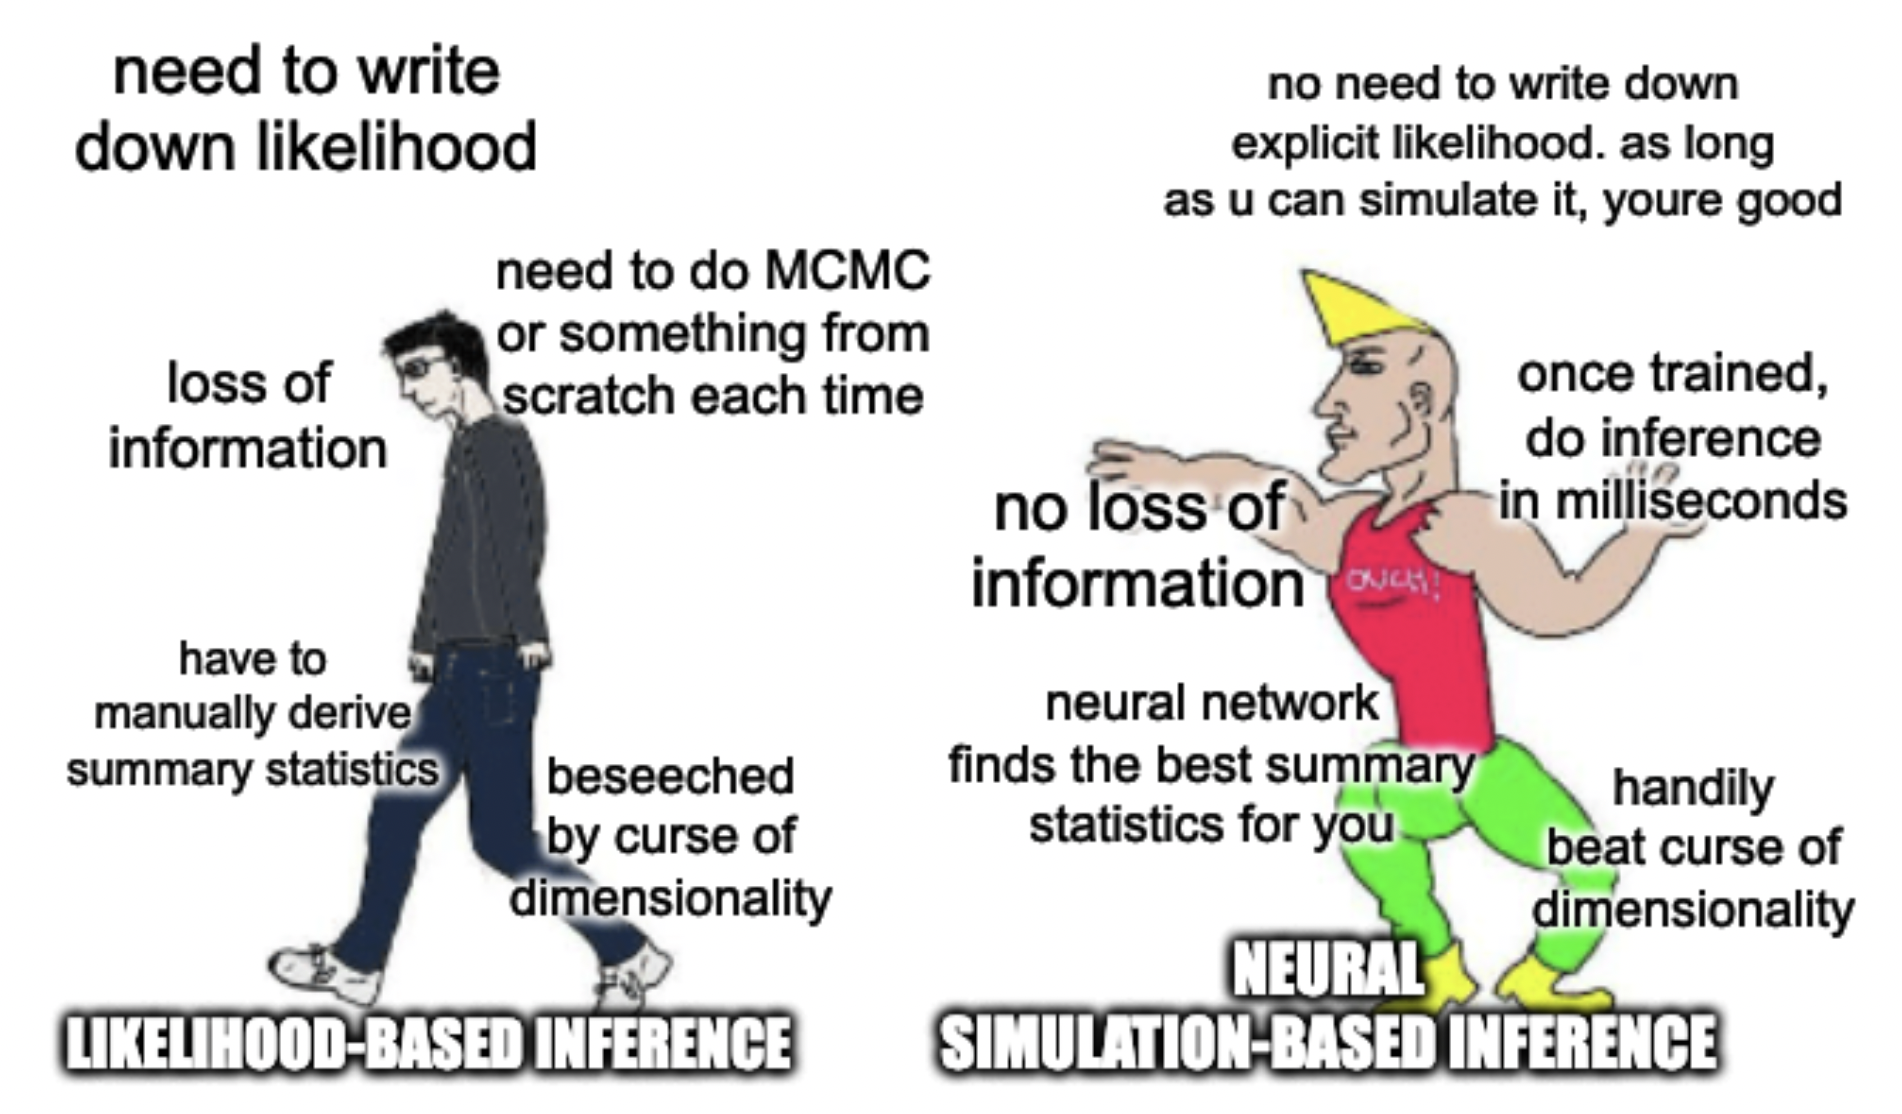 need to write
down likelihood
need to do MCMC
or something from
scratch each time
loss of
information
have to
manually derive
summary statistics
beseeched
by curse of
dimensionality
LIKELIHOOD-BASED INFERENCE
no need to write down
explicit likelihood. as long
as u can simulate it, youre good
once trained,
do inference
in milliseconds
no loss of
information
OUCH!
neural network
finds the best summary
statistics for you
handily
beat curse of
dimensionality
NEURAL
SIMULATION-BASED INFERENCE